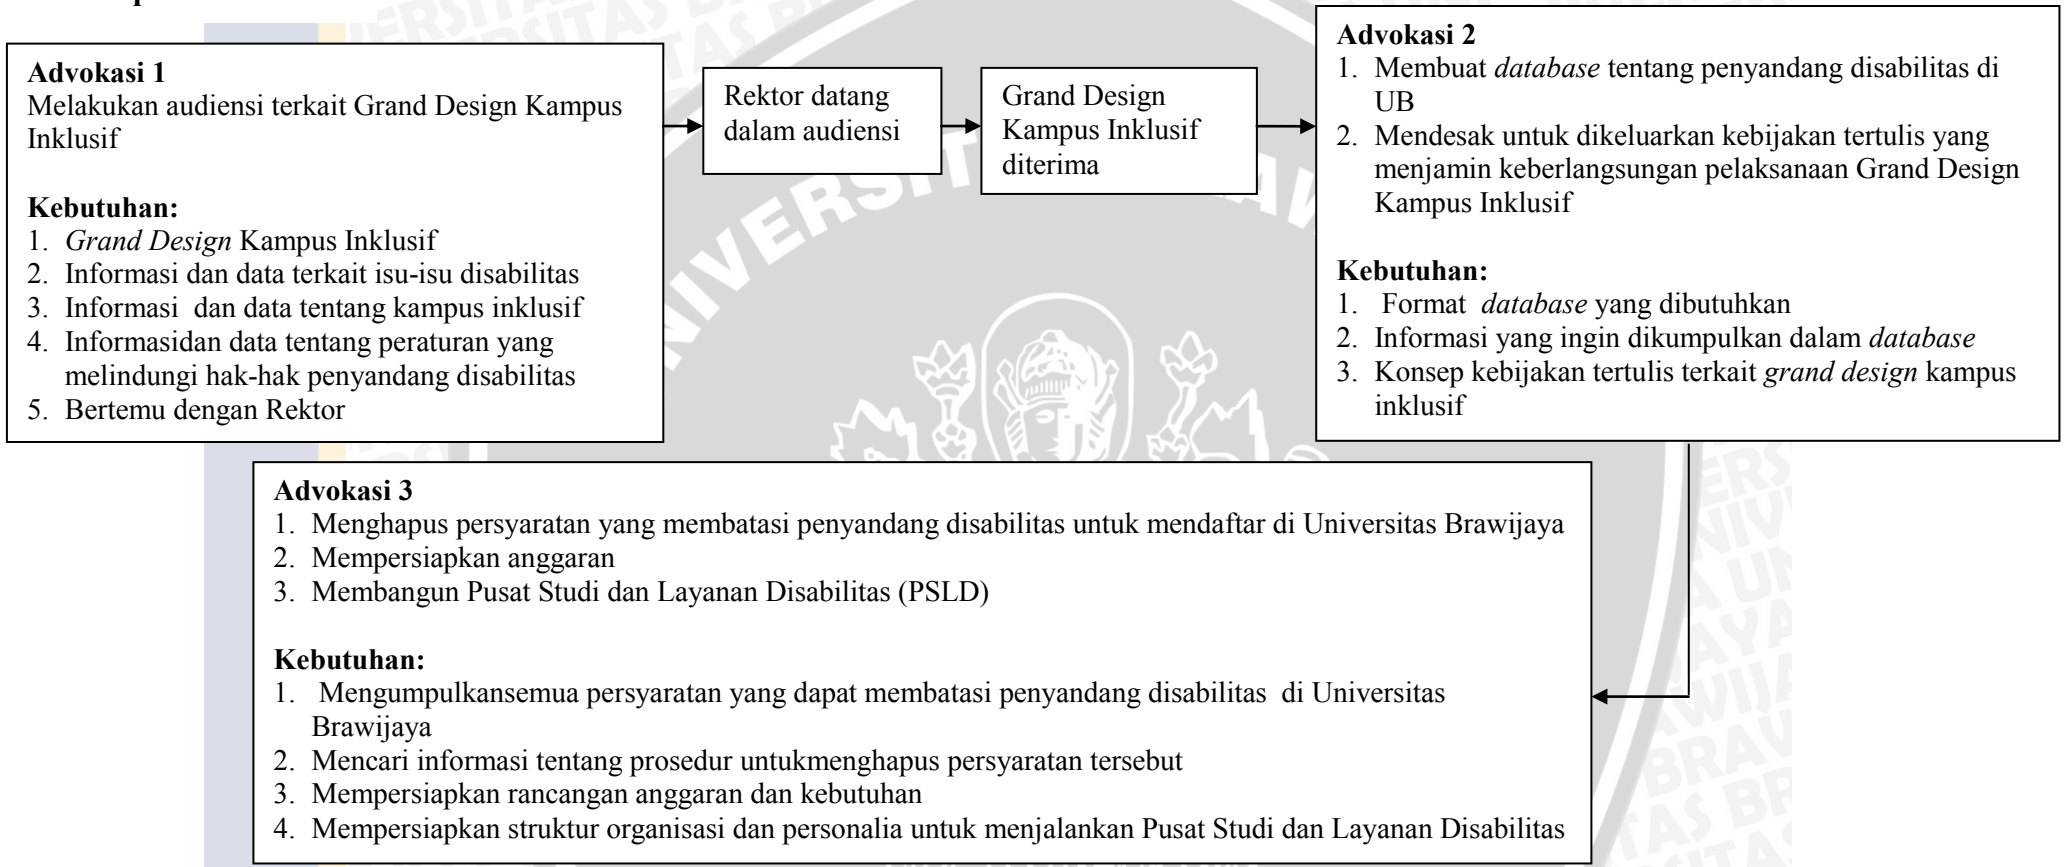 Advokasi 1
Melakukan audiensi terkait Grand Design Kampus
Inklusif
Kebutuhan:
1. Grand Design Kampus Inklusif
2. Informasi dan data terkait isu-isu disabilitas
3. Informasi dan data tentang kampus inklusif
4. Informasidan data tentang peraturan yang
melindungi hak-hak penyandang disabilitas
5. Bertemu dengan Rektor
Rektor datang
dalam audiensi
Grand Design
Kampus Inklusif
diterima
Advokasi 2
1. Membuat database tentang penyandang disabilitas di
UB
2. Mendesak untuk dikeluarkan kebijakan tertulis yang
menjamin keberlangsungan pelaksanaan Grand Design
Kampus Inklusif
Kebutuhan:
1. Format database yang dibutuhkan
2. Informasi yang ingin dikumpulkan dalam database
3. Konsep kebijakan tertulis terkait grand design kampus
inklusif
Advokasi 3
1. Menghapus persyaratan yang membatasi penyandang disabilitas untuk mendaftar di Universitas Brawijaya
2. Mempersiapkan anggaran
3. Membangun Pusat Studi dan Layanan Disabilitas (PSLD)
Kebutuhan:
1. Mengumpulkansemua persyaratan yang dapat membatasi penyandang disabilitas di Universitas
Brawijaya
2. Mencari informasi tentang prosedur untukmenghapus persyaratan tersebut
3. Mempersiapkan rancangan anggaran dan kebutuhan
4. Mempersiapkan struktur organisasi dan personalia untuk menjalankan Pusat Studi dan Layanan Disabilitas